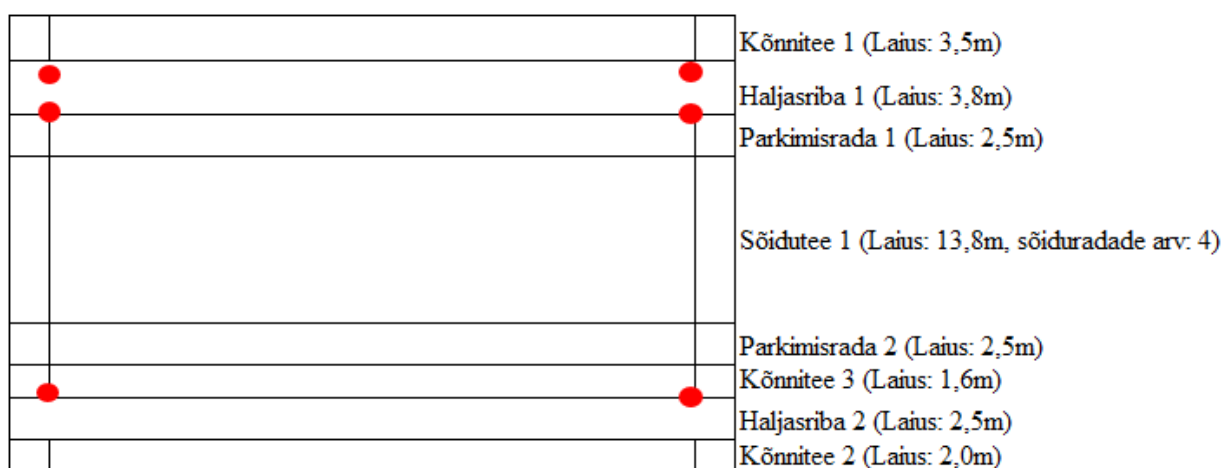 Kõnnitee 1 (Laius: 3,5m)
Haljasriba 1 (Laius: 3,8m)
Parkimisrada 1 (Laius: 2,5m)
Sõidutee 1 (Laius: 13,8m, sõiduradade arv: 4)
Parkimisrada 2 (Laius: 2,5m)
Kõnnitee 3 (Laius: 1,6m)
Haljasriba 2 (Laius: 2,5m)
Kõnnitee 2 (Laius: 2,0m)